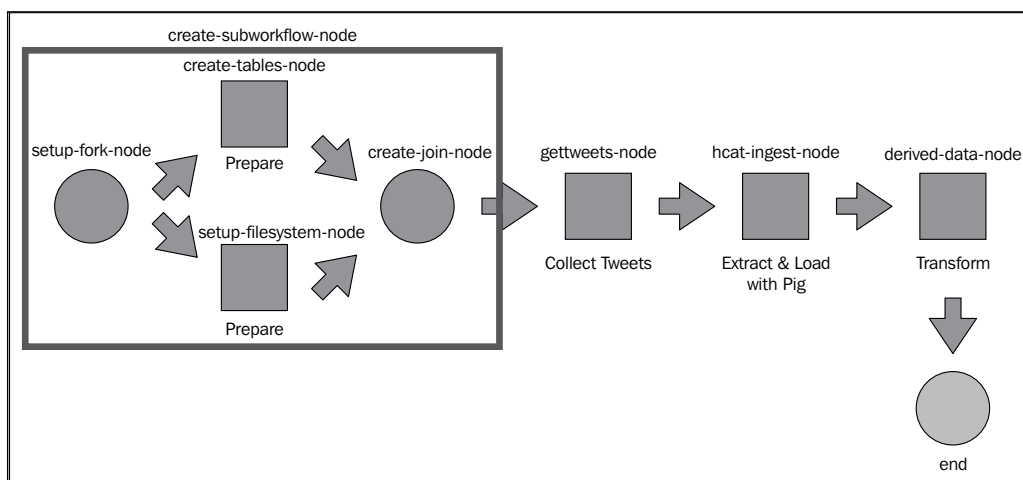 create-subworkflow-node
create-tables-node
setup-fork-node
Prepare
create-join-node
setup-filesystem-node
Prepare
gettweets-node
Collect Tweets
hcat-ingest-node
Extract & Load
with Pig
derived-data-node
Transform
end